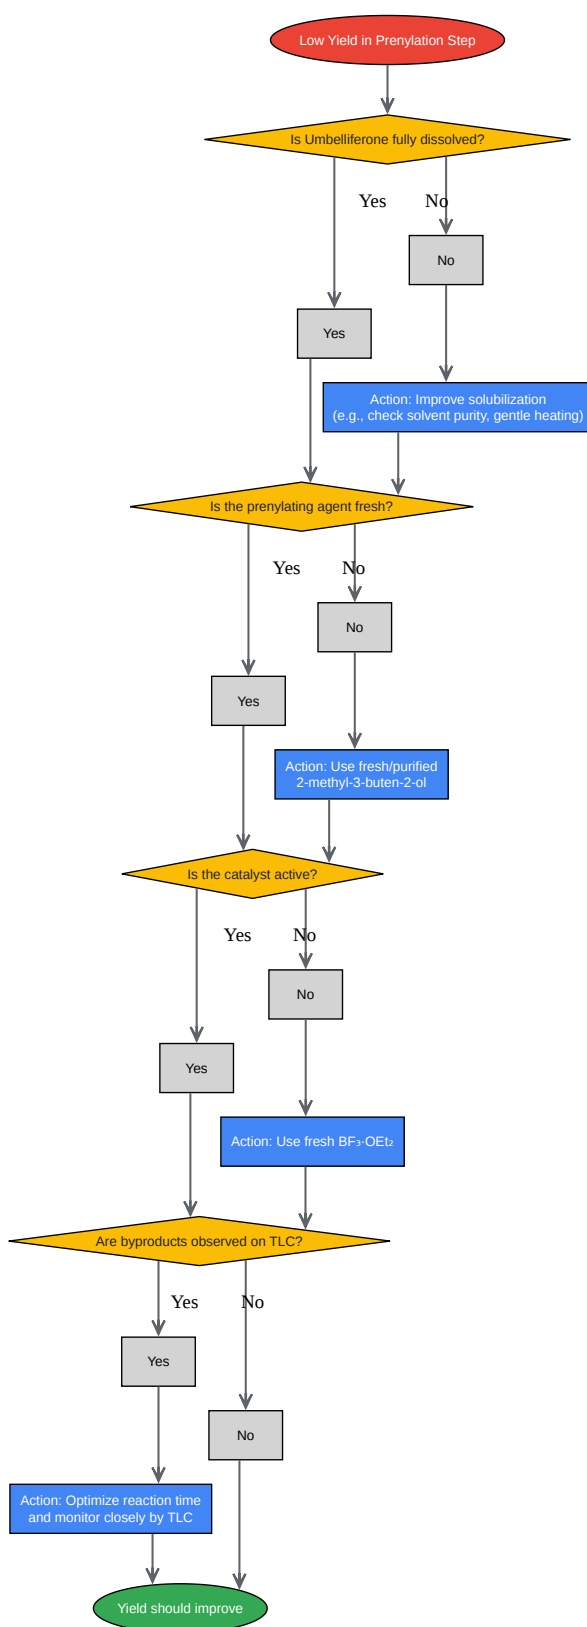 Low Yield in Prenylation Step
Is Umbelliferone fully dissolved?
Yes
No
No
Yes
Action: Improve solubilization
(e.g., check solvent purity, gentle heating)
Is the prenylating agent fresh?
Yes
No
No
Yes
Action: Use fresh/purified
2-methyl-3-buten-2-ol
Is the catalyst active?
Yes
No
No
Yes
Action: Use fresh BF₃·OEt₂
Are byproducts observed on TLC?
Yes
No
Yes
No
Action: Optimize reaction time
and monitor closely by TLC
Yield should improve